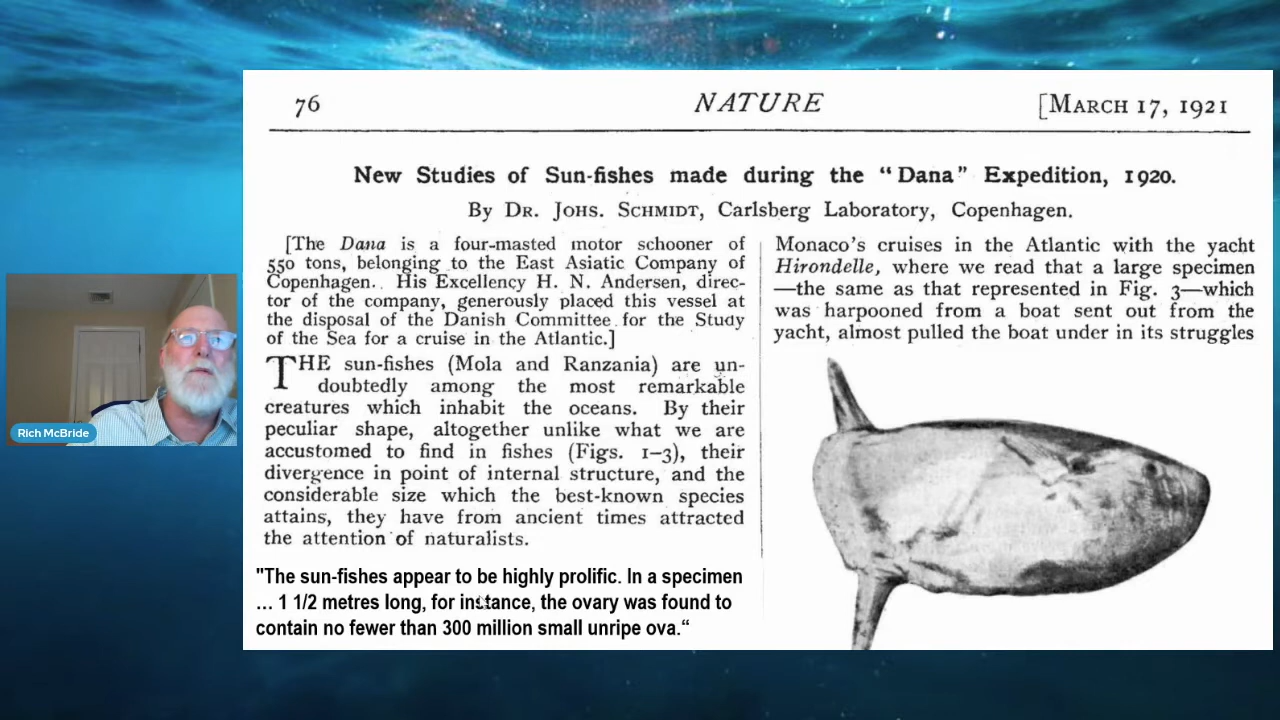 76 NATURE [MARCH 17, 1921
New Studies of Sun-fishes made during the "Dana" Expedition, 1920.
By DR. JOHS. SCHMIDT, Carlsberg Laboratory, Copenhagen.
[The Dana is a four-masted motor schooner of
550 tons, belonging to the East Asiatic Company of
Copenhagen. His Excellency H. N. Andersen, direc-
tor of the company, generously placed this vessel at
the disposal of the Danish Committee for the Study
of the Sea for a cruise in the Atlantic.]
THE sun-fishes (Mola and Ranzania) are un-
doubtedly among the most remarkable
creatures which inhabit the oceans. By their
peculiar shape, altogether unlike what we are
accustomed to find in fishes (Figs. 1–3), their
divergence in point of internal structure, and the
considerable size which the best-known species
attains, they have from ancient times attracted
the attention of naturalists.
"The sun-fishes appear to be highly prolific. In a specimen
… 1 1/2 metres long, for instance, the ovary was found to
contain no fewer than 300 million small unripe ova.“
Monaco's cruises in the Atlantic with the yacht
Hirondelle, where we read that a large specimen
—the same as that represented in Fig. 3—which
was harpooned from a boat sent out from the
yacht, almost pulled the boat under in its struggles
Rich McBride